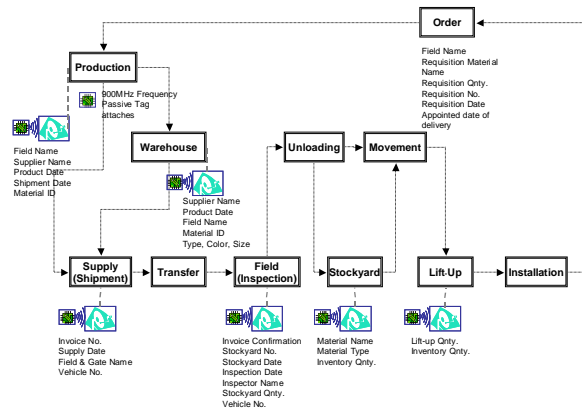 Order
Field Name
Requisition Material
Name
Requisition Qnty.
Requisition No.
Requisition Date
Appointed date of
delivery
Production
900MHz Frequency
Passive Tag
attaches
Field Name
Supplier Name
Product Date
Shipment Date
Material ID
Warehouse
Supplier Name
Product Date
Field Name
Material ID
Type, Color, Size
Unloading
Movement
Supply
(Shipment)
Transfer
Field
(Inspection)
Stockyard
Lift-Up
Installation
Invoice No.
Supply Date
Field & Gate Name
Vehicle No.
Invoice Confirmation
Stockyard No.
Stockyard Date
Inspection Date
Inspector Name
Stockyard Qnty.
Vehicle No.
Material Name
Material Type
Inventory Qnty.
Lift-up Qnty.
Inventory Qnty.